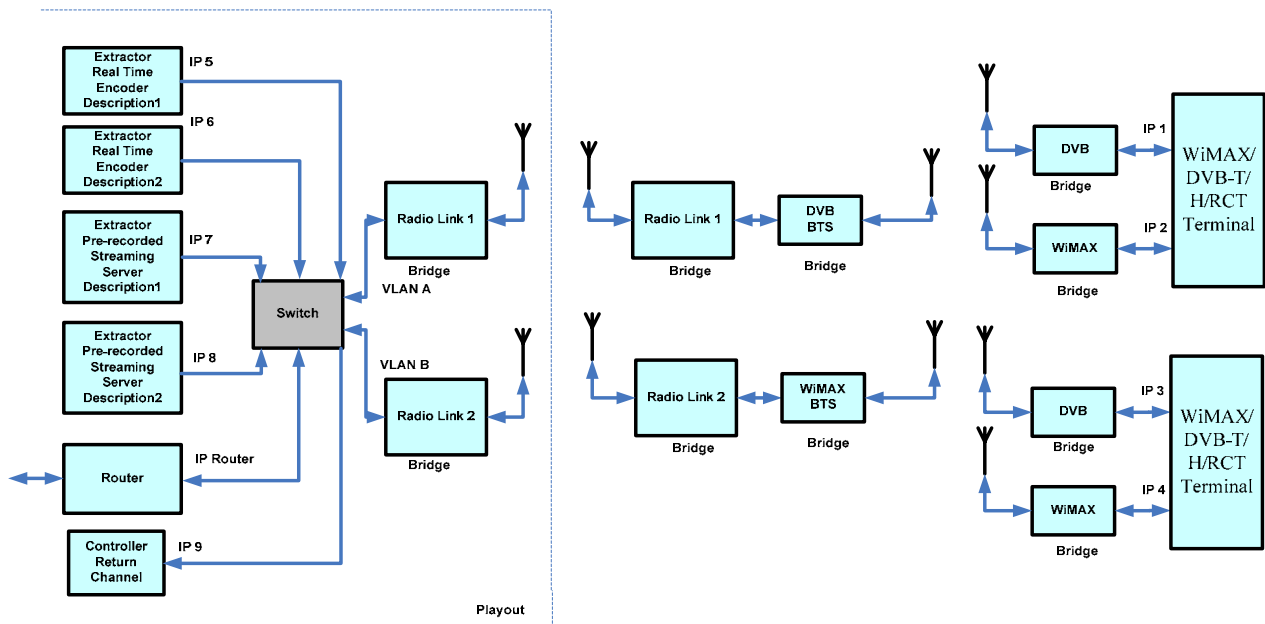 Extractor
Real Time
Encoder
Description1
IP 5
Extractor
Real Time
Encoder
Description2
IP 6
Extractor
Pre-recorded
Streaming
Server
Description1
IP 7
Extractor
Pre-recorded
Streaming
Server
Description2
IP 8
Router
IP Router
Controller
Return
Channel
IP 9
Switch
VLAN A
VLAN B
Radio Link 1
Bridge
Radio Link 2
Bridge
Playout
Radio Link 1
Bridge
DVB
BTS
Bridge
Radio Link 2
Bridge
WiMAX
BTS
Bridge
DVB
Bridge
IP 1
WiMAX
Bridge
IP 2
WiMAX/
DVB-T/
H/RCT
Terminal
DVB
Bridge
IP 3
WiMAX
Bridge
IP 4
WiMAX/
DVB-T/
H/RCT
Terminal